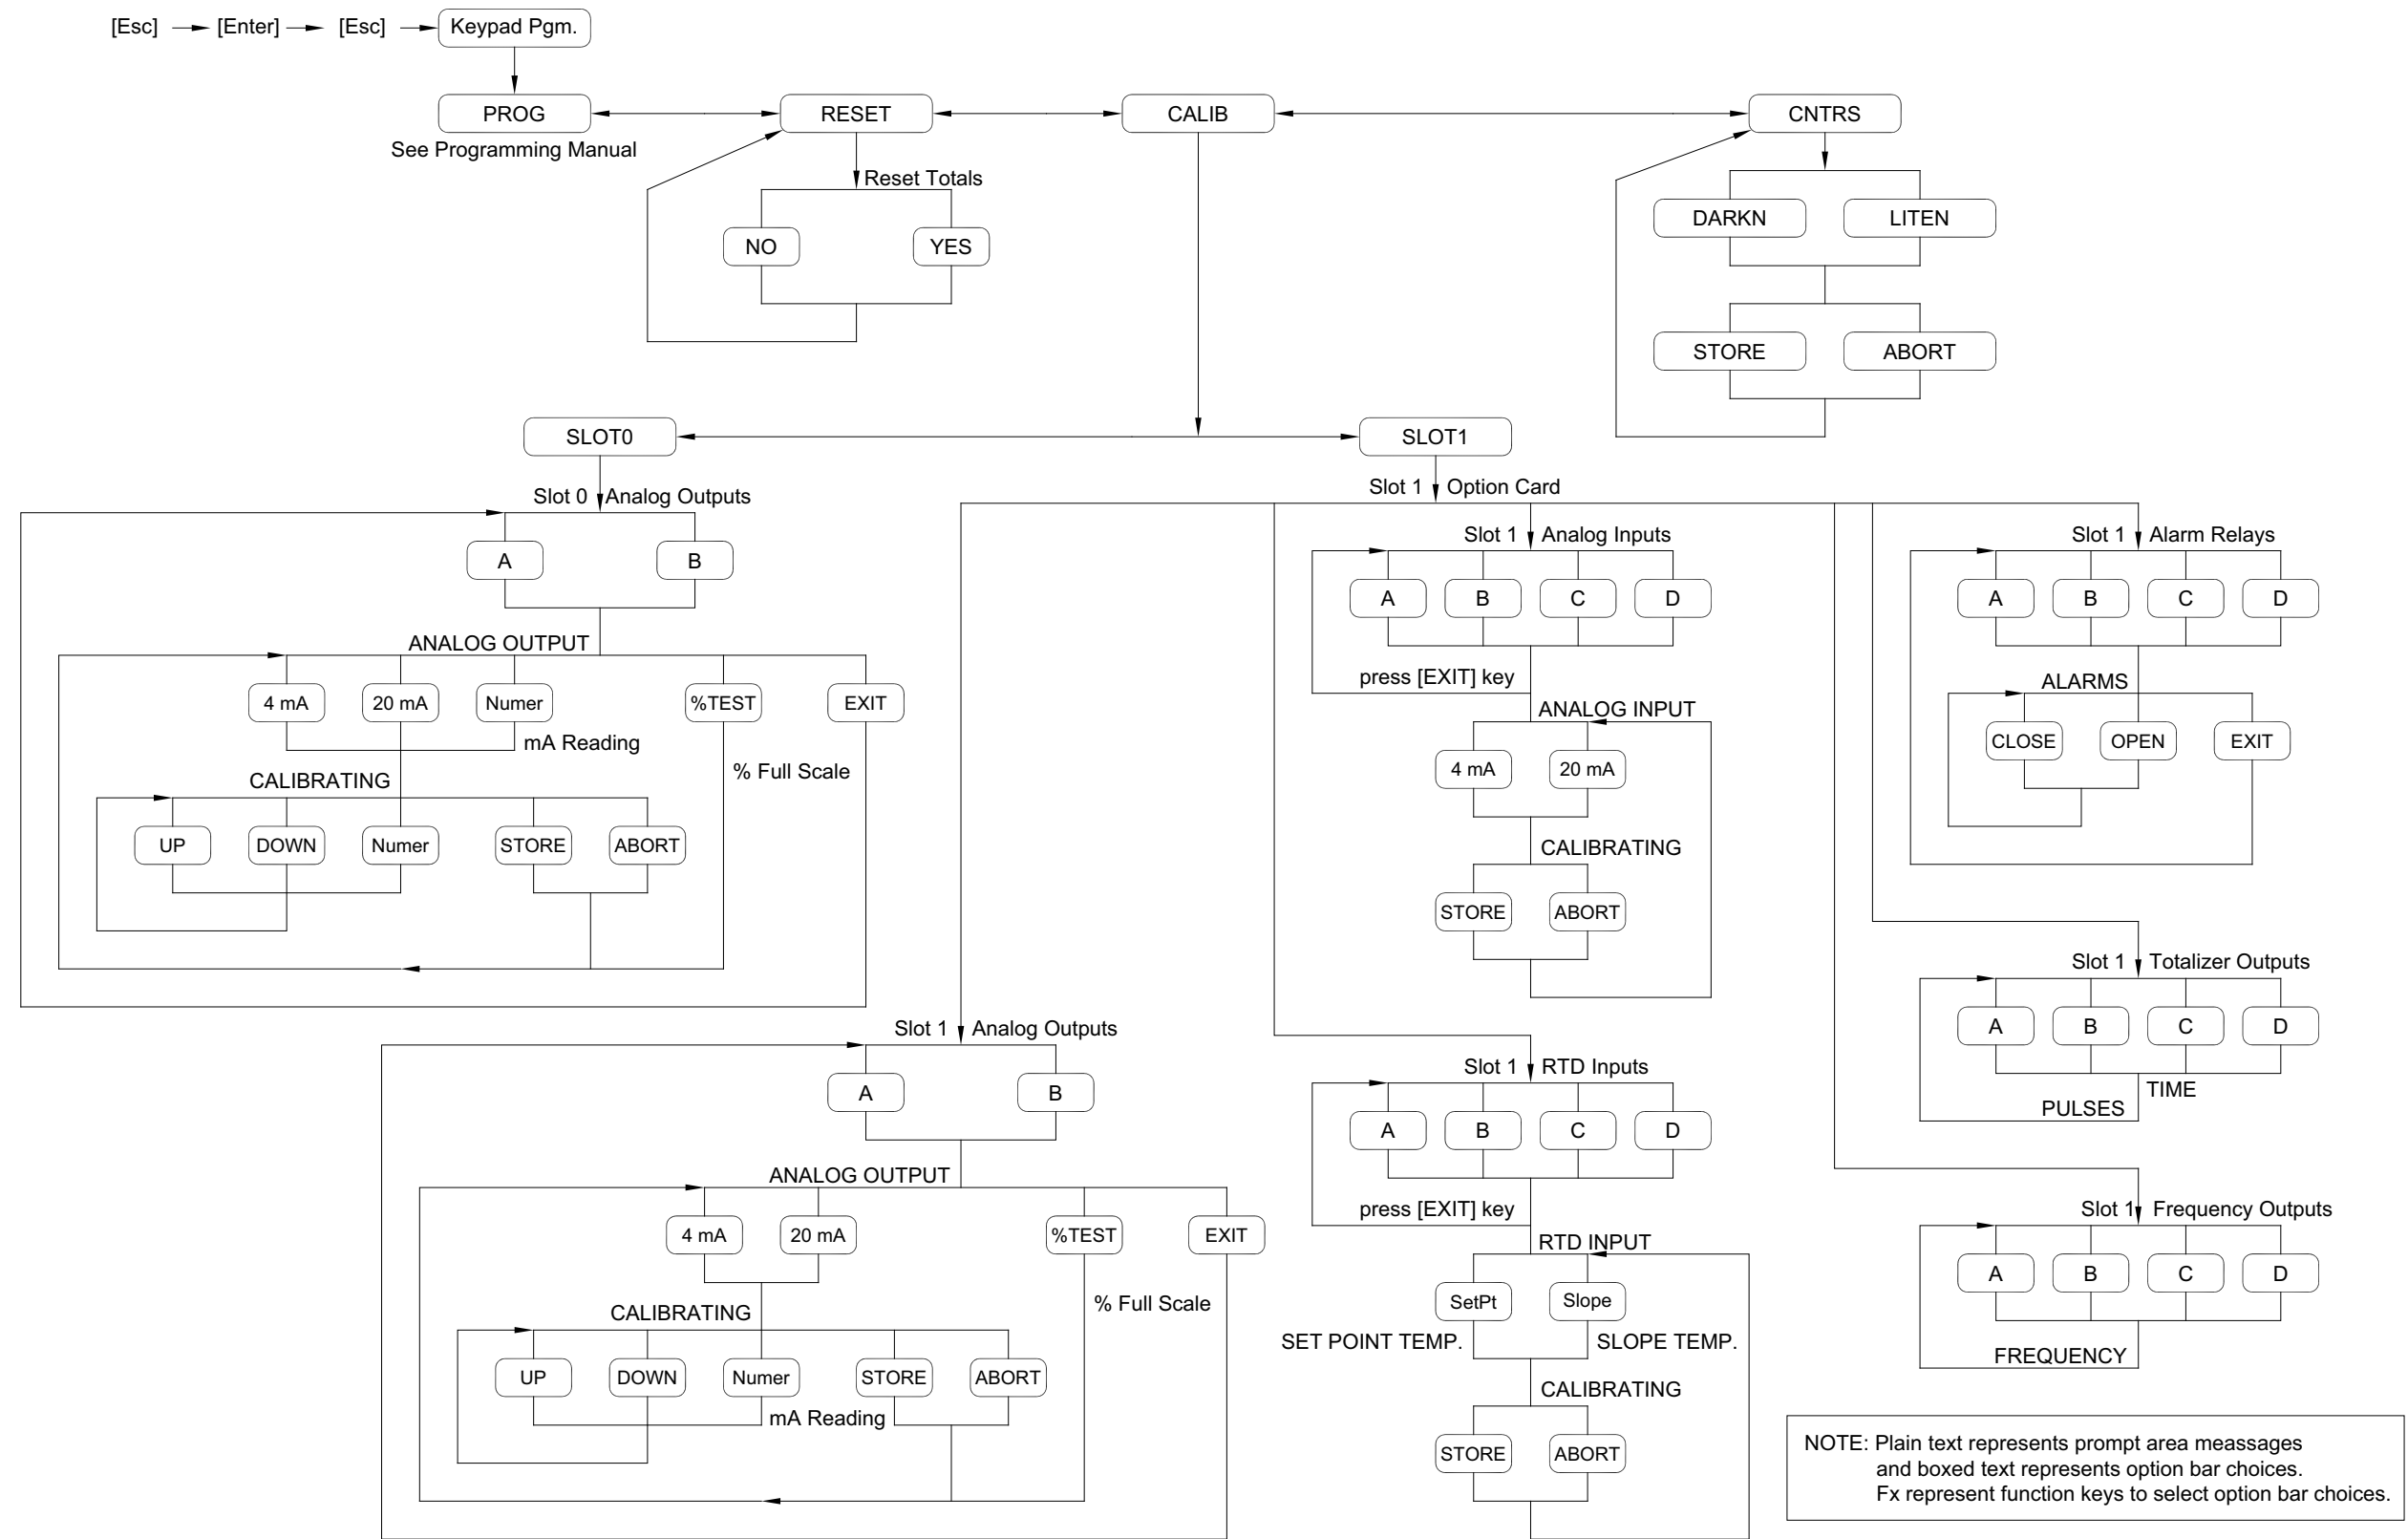 [Esc] [Enter] [Esc] Keypad Pgm.
PROG RESET CALIB CNTRS
See Programming Manual
Reset Totals
NO YES
DARKN LITEN
STORE ABORT
SLOT0 SLOT1
Slot 0 Analog Outputs
A B
ANALOG OUTPUT
4 mA 20 mA Numer %TEST EXIT
mA Reading
% Full Scale
CALIBRATING
UP DOWN Numer STORE ABORT
Slot 1 Option Card
Slot 1 Analog Outputs
A B
ANALOG OUTPUT
4 mA 20 mA %TEST EXIT
% Full Scale
CALIBRATING
UP DOWN Numer STORE ABORT
mA Reading
Slot 1 Analog Inputs
A B C D
press [EXIT] key
ANALOG INPUT
4 mA 20 mA
CALIBRATING
STORE ABORT
Slot 1 RTD Inputs
A B C D
press [EXIT] key
RTD INPUT
SetPt Slope
SET POINT TEMP. SLOPE TEMP.
CALIBRATING
STORE ABORT
Slot 1 Alarm Relays
A B C D
ALARMS
CLOSE OPEN EXIT
Slot 1 Totalizer Outputs
A B C D
TIME
PULSES
Slot 1 Frequency Outputs
A B C D
FREQUENCY
NOTE: Plain text represents prompt area meassages
and boxed text represents option bar choices.
Fx represent function keys to select option bar choices.